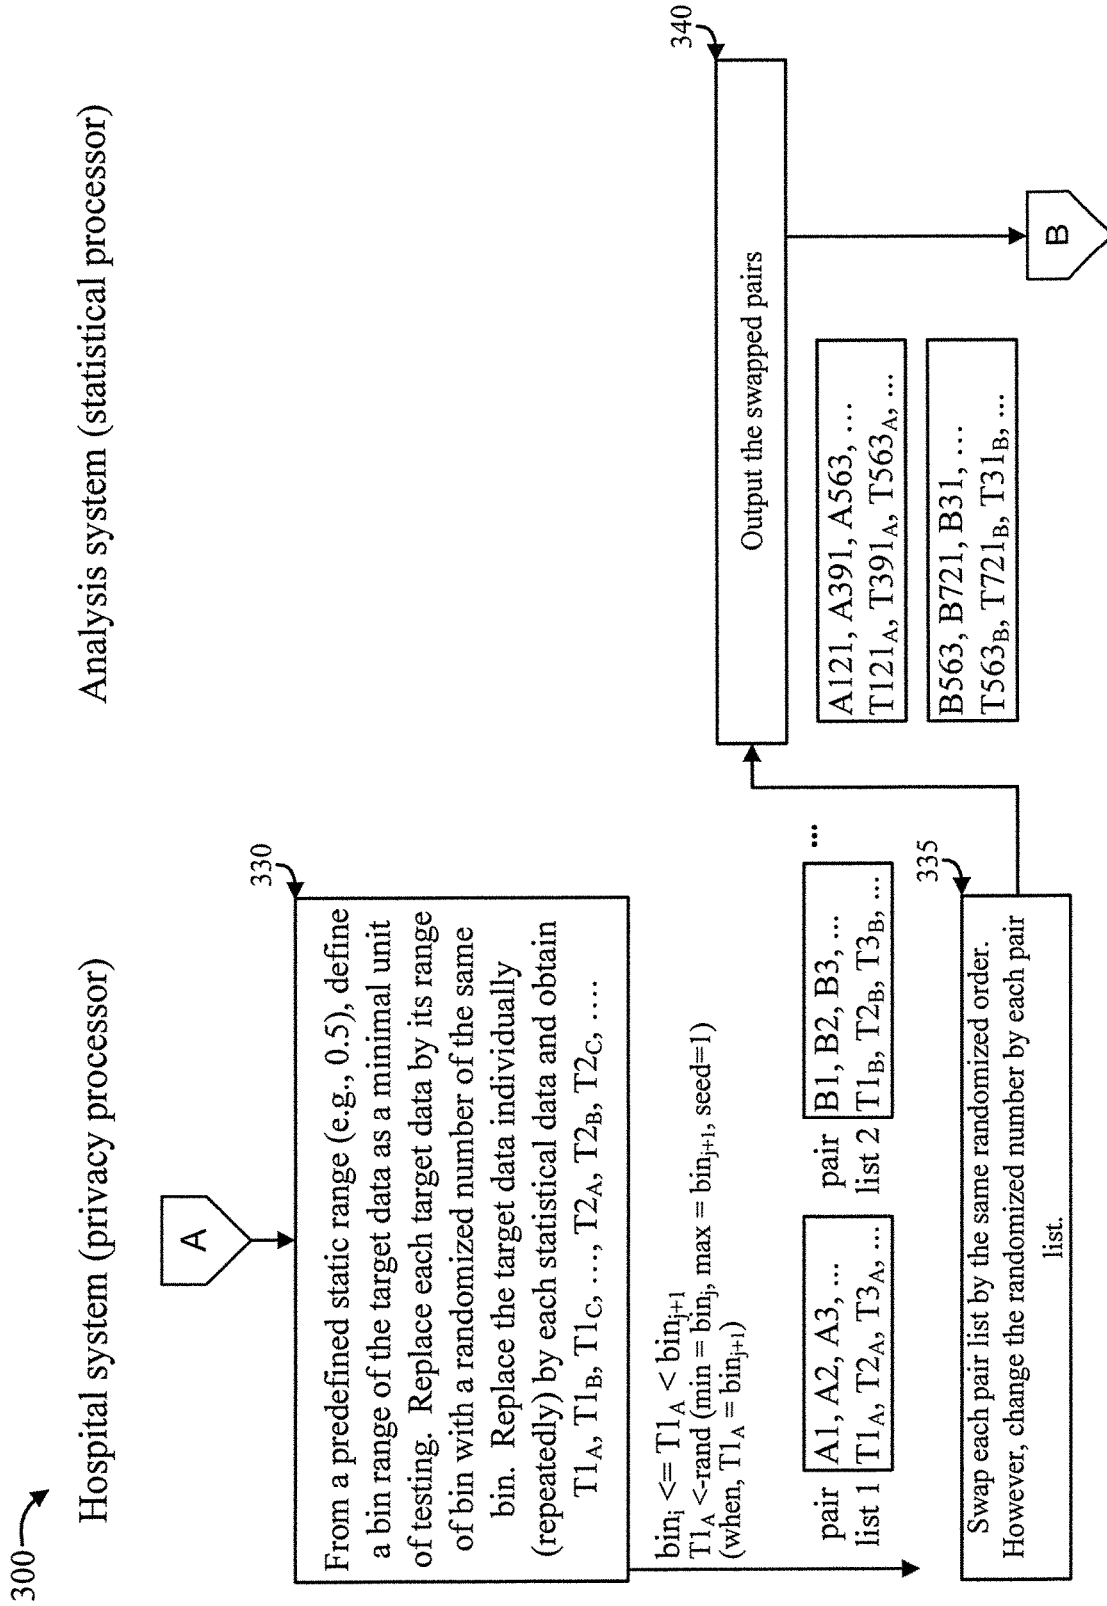 300
Hospital system (privacy processor)
Analysis system (statistical processor)
A
330
From a predefined static range (e.g., 0.5), define
a bin range of the target data as a minimal unit
of testing. Replace each target data by its range
of bin with a randomized number of the same
bin. Replace the target data individually
(repeatedly) by each statistical data and obtain
T1A, T1B, T1C, …, T2A, T2B, T2C, ….
bini <= T1A < binj+1
T1A <-rand (min = binj, max = binj+1, seed=1)
(when, T1A = binj+1)
pair
list 1
A1, A2, A3, …
T1A, T2A, T3A, …
pair
list 2
B1, B2, B3, …
T1B, T2B, T3B, …
...
335
Swap each pair list by the same randomized order.
However, change the randomized number by each pair
list.
340
Output the swapped pairs
A121, A391, A563, …
T121A, T391A, T563A, …
B563, B721, B31, …
T563B, T721B, T31B, …
B